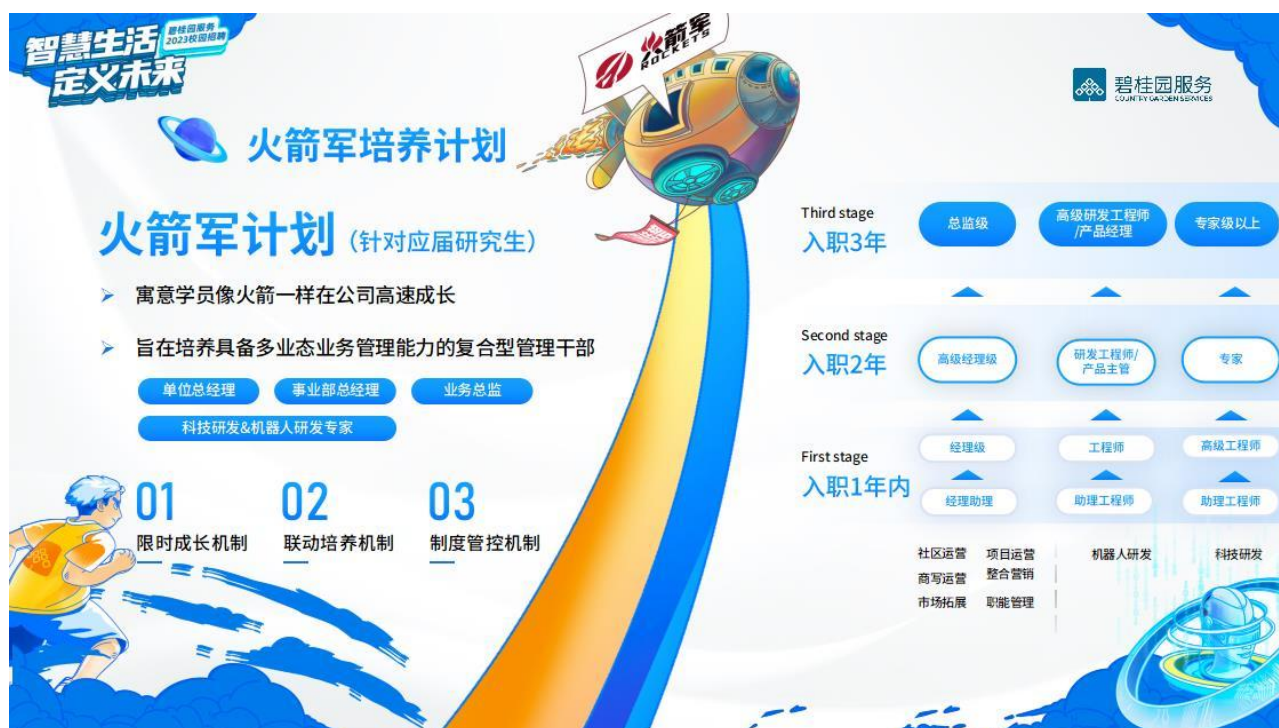 智慧生活
碧桂园服务
2023校园招聘
定义未来
火箭军
ROCKETS
碧桂园服务
COUNTRY GARDEN SERVICES
火箭军培养计划
火箭军计划(针对应届研究生)
寓意学员像火箭一样在公司高速成长
旨在培养具备多业态业务管理能力的复合型管理干部
单位总经理
事业部总经理
业务总监
科技研发&机器人研发专家
01
02
03
限时成长机制
联动培养机制
制度管控机制
Third stage
入职3年
总监级
高级研发工程师
/产品经理
专家级以上
Second stage
入职2年
高级经理级
研发工程师/
产品主管
专家
First stage
入职1年内
经理级
工程师
高级工程师
经理助理
助理工程师
助理工程师
社区运营
项目运营
商写运营
整合营销
市场拓展
职能管理
机器人研发
科技研发